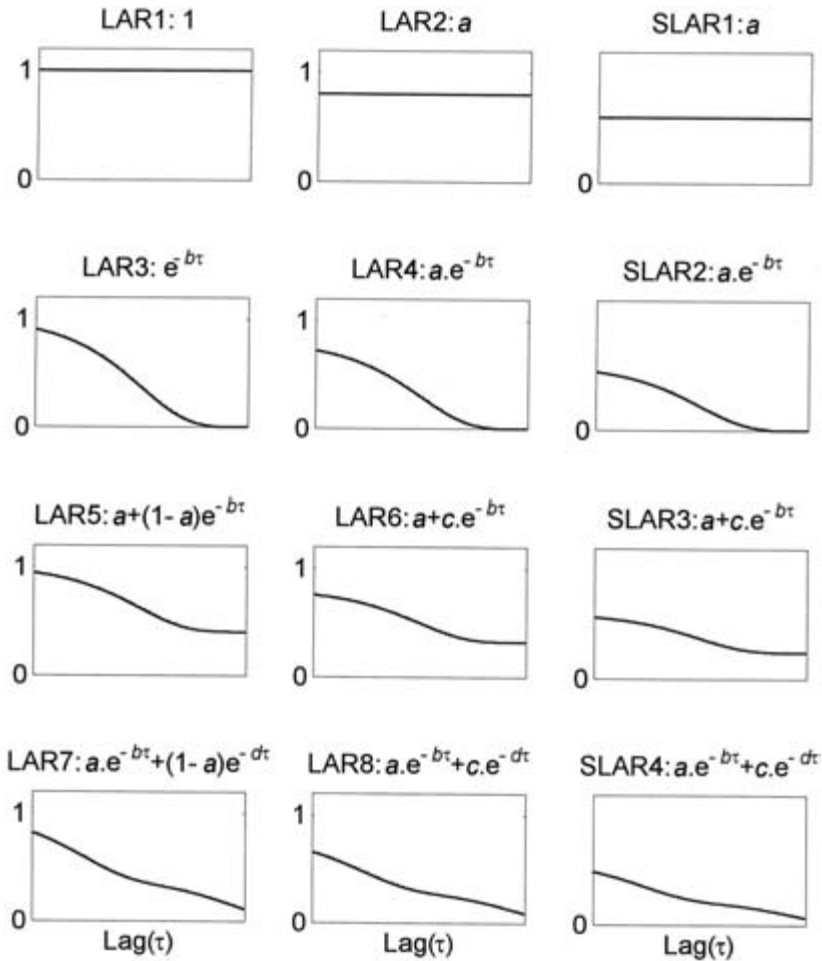 LAR1: 1
LAR2: a
SLAR1: a
1
0
1
0
0
LAR3: e^-bτ
LAR4: a.e^-bτ
SLAR2: a.e^-bτ
1
0
1
0
0
LAR5: a+(1-a)e^-bτ
LAR6: a+c.e^-bτ
SLAR3: a+c.e^-bτ
1
0
1
0
0
LAR7: a.e^-bτ+(1-a)e^-dτ
LAR8: a.e^-bτ+c.e^-dτ
SLAR4: a.e^-bτ+c.e^-dτ
1
0
1
0
0
Lag(τ)
Lag(τ)
Lag(τ)